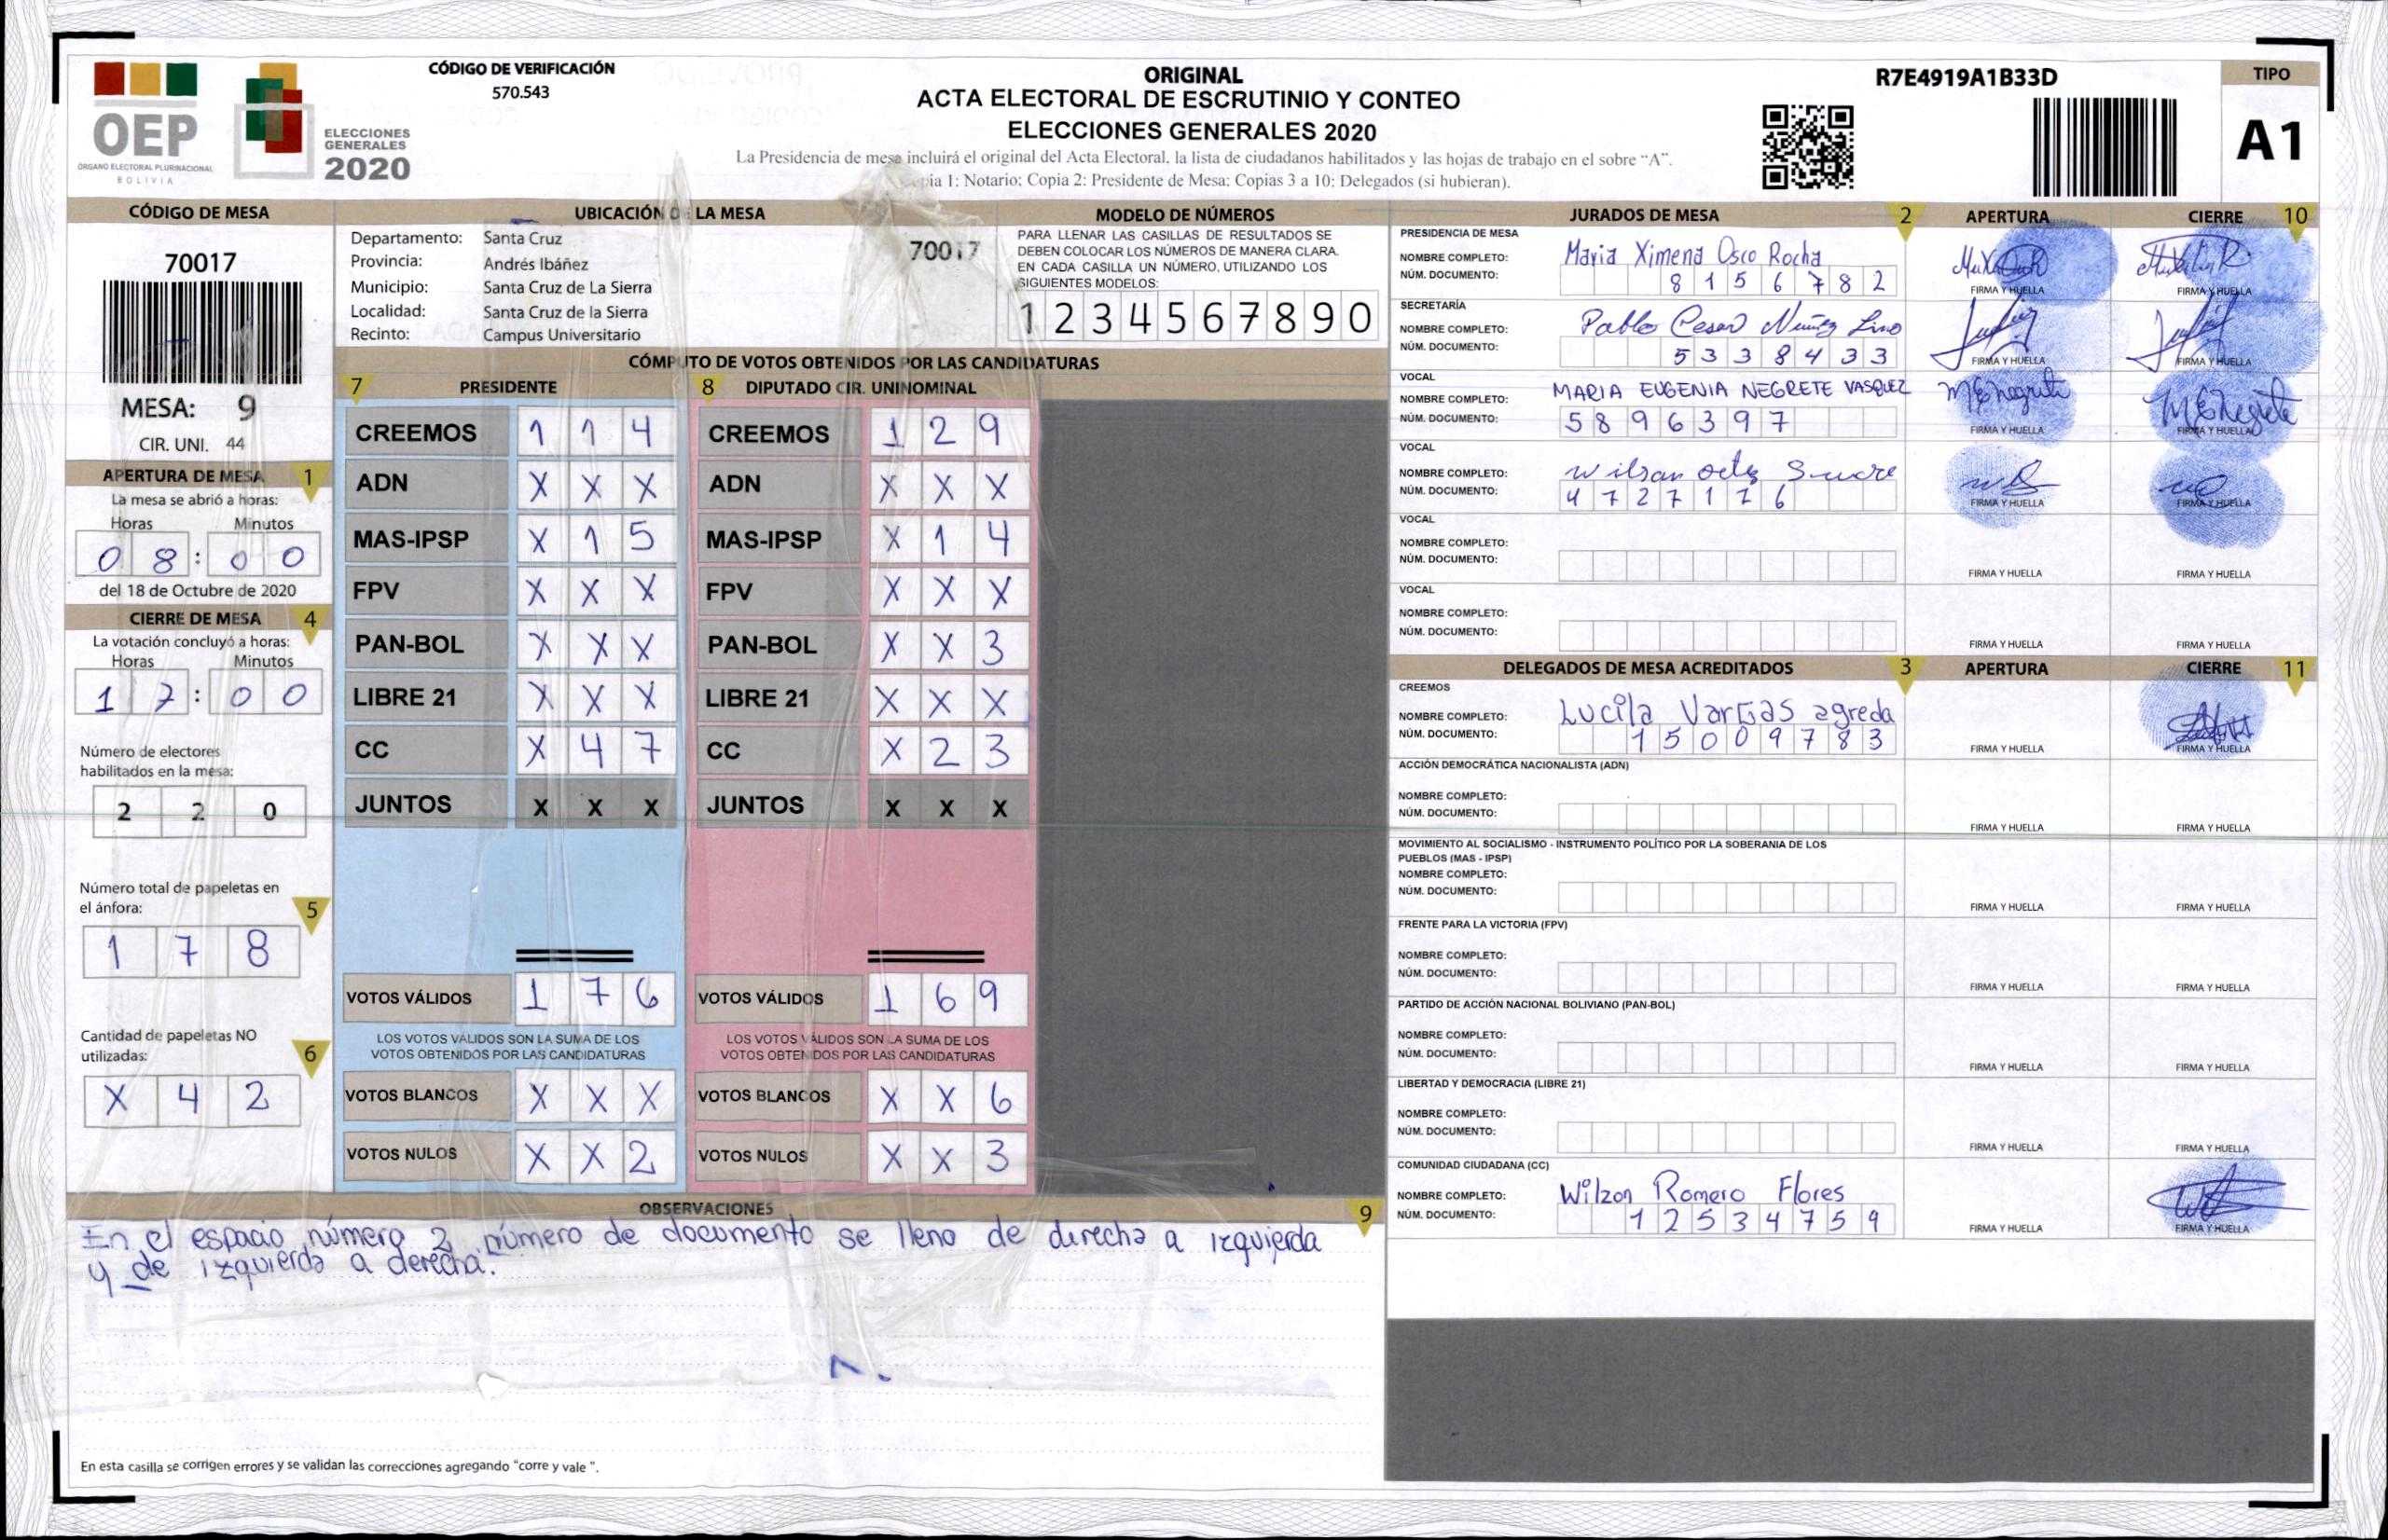 OEP
ÓRGANO ELECTORAL PLURINACIONAL
BOLIVIA
ELECCIONES
GENERALES
2020
CÓDIGO DE VERIFICACIÓN
570.543
ORIGINAL
ACTA ELECTORAL DE ESCRUTINIO Y CONTEO
ELECCIONES GENERALES 2020
La Presidencia de mesa incluirá el original del Acta Electoral, la lista de ciudadanos habilitados y las hojas de trabajo en el sobre “A”.
1: Notario; Copia 2: Presidente de Mesa; Copias 3 a 10: Delegados (si hubieran).
R7E4919A1B33D
TIPO
A1
CÓDIGO DE MESA
70017
MESA: 9
CIR. UNI. 44
APERTURA DE MESA 1
La mesa se abrió a horas:
Horas Minutos
0 8 : 0 0
del 18 de Octubre de 2020
CIERRE DE MESA 4
La votación concluyó a horas:
Horas Minutos
1 7 : 0 0
Número de electores
habilitados en la mesa:
2 2 0
Número total de papeletas en
el ánfora: 5
1 7 8
Cantidad de papeletas NO
utilizadas: 6
X 4 2
UBICACIÓN DE LA MESA
Departamento: Santa Cruz
Provincia: Andrés Ibáñez
Municipio: Santa Cruz de La Sierra
Localidad: Santa Cruz de la Sierra
Recinto: Campus Universitario
70017
MODELO DE NÚMEROS
PARA LLENAR LAS CASILLAS DE RESULTADOS SE
DEBEN COLOCAR LOS NÚMEROS DE MANERA CLARA.
EN CADA CASILLA UN NÚMERO, UTILIZANDO LOS
SIGUIENTES MODELOS:
1 2 3 4 5 6 7 8 9 0
CÓMPUTO DE VOTOS OBTENIDOS POR LAS CANDIDATURAS
7 PRESIDENTE
CREEMOS 1 1 4
ADN X X X
MAS-IPSP X 1 5
FPV X X X
PAN-BOL X X X
LIBRE 21 X X X
CC X 4 7
JUNTOS X X X
VOTOS VÁLIDOS 1 7 6
LOS VOTOS VÁLIDOS SON LA SUMA DE LOS
VOTOS OBTENIDOS POR LAS CANDIDATURAS
VOTOS BLANCOS X X X
VOTOS NULOS X X 2
8 DIPUTADO CIR. UNINOMINAL
CREEMOS 1 2 9
ADN X X X
MAS-IPSP X 1 4
FPV X X X
PAN-BOL X X 3
LIBRE 21 X X X
CC X 2 3
JUNTOS X X X
VOTOS VÁLIDOS 1 6 9
LOS VOTOS VÁLIDOS SON LA SUMA DE LOS
VOTOS OBTENIDOS POR LAS CANDIDATURAS
VOTOS BLANCOS X X 6
VOTOS NULOS X X 3
OBSERVACIONES 9
En el espacio número 2 número de documento se lleno de derecha a izquierda
y de izquierda a derecha.
En esta casilla se corrigen errores y se validan las correcciones agregando "corre y vale ".
JURADOS DE MESA 2 APERTURA CIERRE 10
PRESIDENCIA DE MESA
NOMBRE COMPLETO: Maria Ximena Osco Rocha
NÚM. DOCUMENTO: 8 1 5 6 7 8 2
FIRMA Y HUELLA FIRMA Y HUELLA
SECRETARÍA
NOMBRE COMPLETO: Pablo Cesar Nuñez Lino
NÚM. DOCUMENTO: 5 3 3 8 4 3 3
FIRMA Y HUELLA FIRMA Y HUELLA
VOCAL
NOMBRE COMPLETO: MARIA EUGENIA NEGRETE VASQUEZ
NÚM. DOCUMENTO: 5 8 9 6 3 9 7
MENegrete MENegrete
FIRMA Y HUELLA FIRMA Y HUELLA
VOCAL
NOMBRE COMPLETO: Wilson Sucre
NÚM. DOCUMENTO: 4 7 2 7 1 7 6
FIRMA Y HUELLA FIRMA Y HUELLA
VOCAL
NOMBRE COMPLETO:
NÚM. DOCUMENTO:
FIRMA Y HUELLA FIRMA Y HUELLA
VOCAL
NOMBRE COMPLETO:
NÚM. DOCUMENTO:
FIRMA Y HUELLA FIRMA Y HUELLA
DELEGADOS DE MESA ACREDITADOS 3 APERTURA CIERRE 11
CREEMOS
NOMBRE COMPLETO: Lucila Vargas agreda
NÚM. DOCUMENTO: 1 5 0 0 9 7 8 3
FIRMA Y HUELLA FIRMA Y HUELLA
ACCIÓN DEMOCRÁTICA NACIONALISTA (ADN)
NOMBRE COMPLETO:
NÚM. DOCUMENTO:
FIRMA Y HUELLA FIRMA Y HUELLA
MOVIMIENTO AL SOCIALISMO - INSTRUMENTO POLÍTICO POR LA SOBERANIA DE LOS
PUEBLOS (MAS - IPSP)
NOMBRE COMPLETO:
NÚM. DOCUMENTO:
FIRMA Y HUELLA FIRMA Y HUELLA
FRENTE PARA LA VICTORIA (FPV)
NOMBRE COMPLETO:
NÚM. DOCUMENTO:
FIRMA Y HUELLA FIRMA Y HUELLA
PARTIDO DE ACCIÓN NACIONAL BOLIVIANO (PAN-BOL)
NOMBRE COMPLETO:
NÚM. DOCUMENTO:
FIRMA Y HUELLA FIRMA Y HUELLA
LIBERTAD Y DEMOCRACIA (LIBRE 21)
NOMBRE COMPLETO:
NÚM. DOCUMENTO:
FIRMA Y HUELLA FIRMA Y HUELLA
COMUNIDAD CIUDADANA (CC)
NOMBRE COMPLETO: Wilzon Romero Flores
NÚM. DOCUMENTO: 1 2 5 3 4 7 5 9
FIRMA Y HUELLA FIRMA Y HUELLA